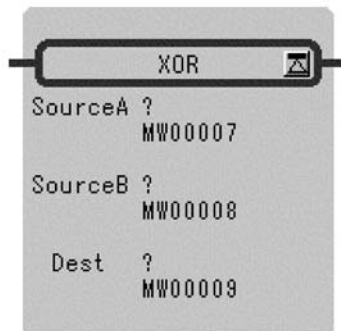 XOR
SourceA ?
MW00007
SourceB ?
MW00008
Dest ?
MW00009